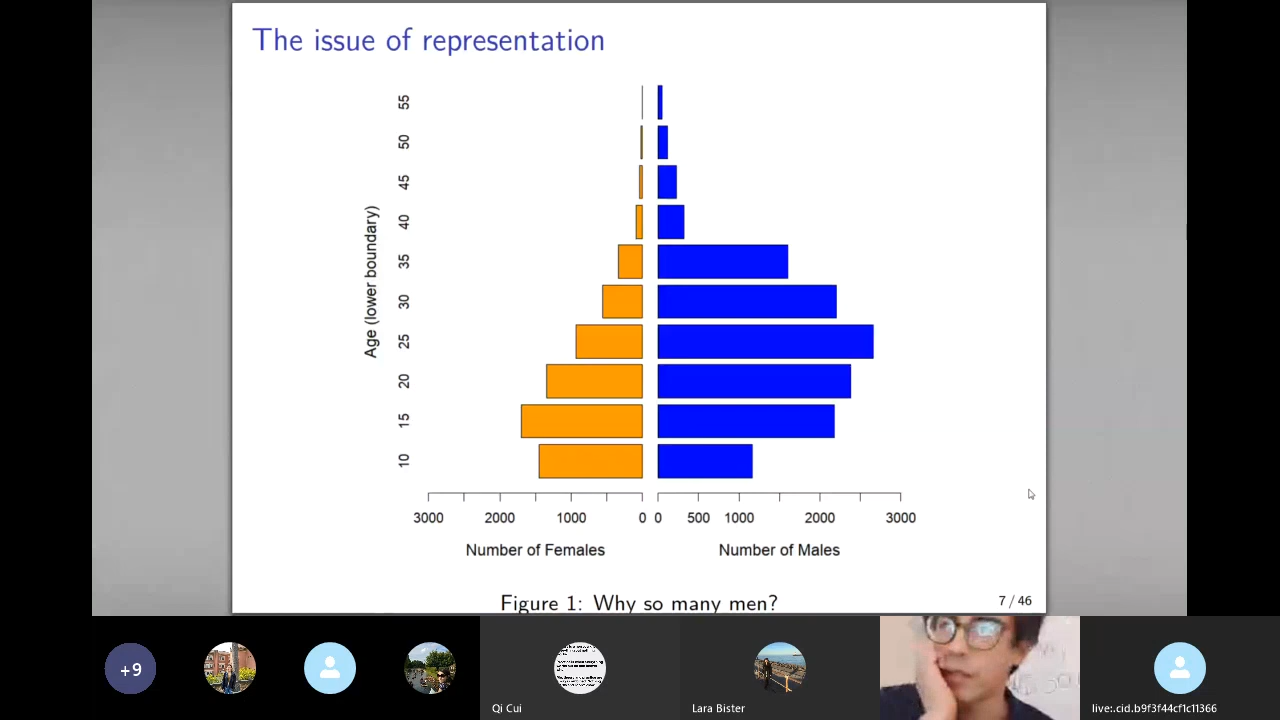 The issue of representation
55
50
45
40
35
30
25
20
15
10
Age (lower boundary)
3000 2000 1000 0 0 500 1000 2000 3000
Number of Females Number of Males
Figure 1: Why so many men?
7 / 46
+9
Qi Cui
Lara Bister
live:.cid.b9f3f44cf1c11366